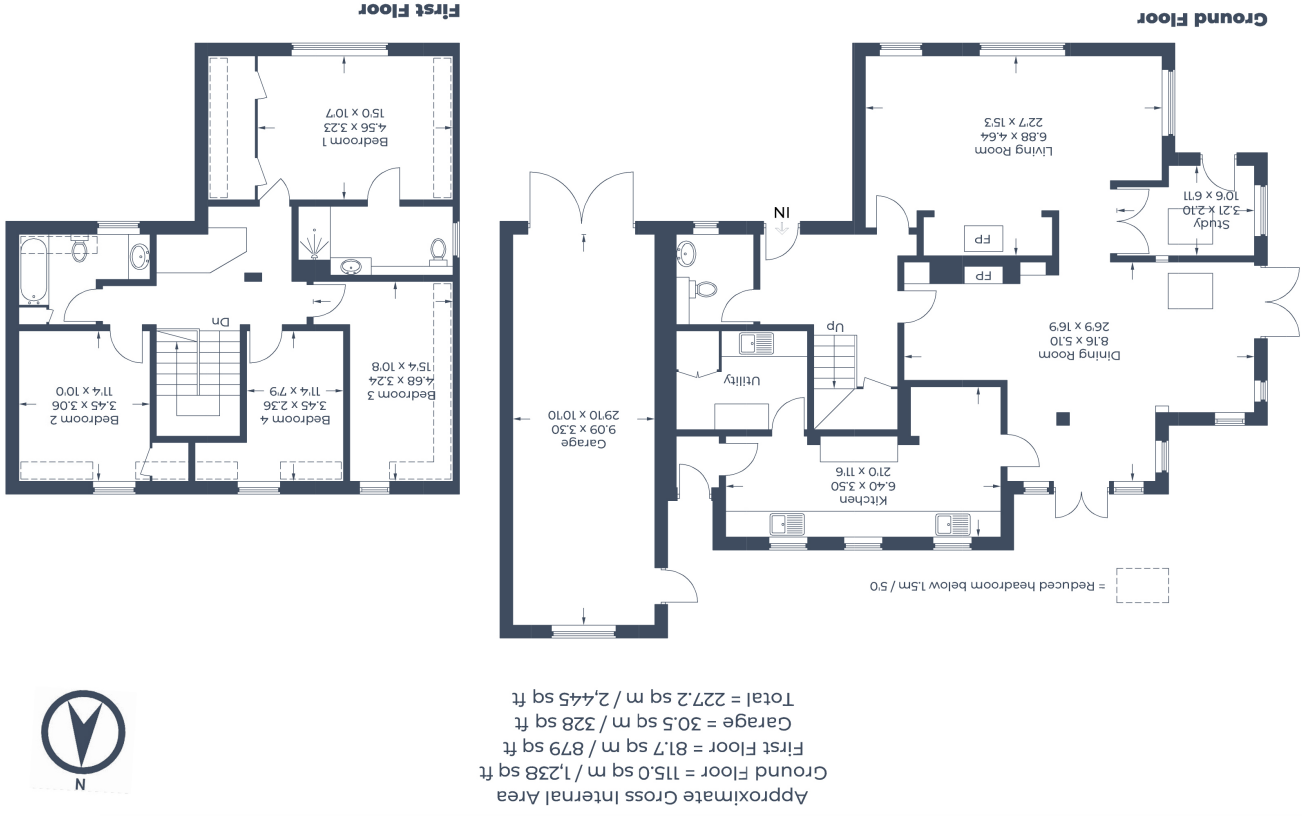 Approximate Gross Internal Area
Ground Floor = 115.0 sq m / 1,238 sq ft
First Floor = 81.7 sq m / 879 sq ft
Garage = 30.5 sq m / 328 sq ft
Total = 227.2 sq m / 2,445 sq ft
N
= Reduced headroom below 1.5m / 5'0
Kitchen
6.40 x 3.50
21'0 x 11'6
Garage
9.09 x 3.30
29'10 x 10'10
Utility
Up
Dining Room
8.16 x 5.10
26'9 x 16'9
FP
FP
Study
3.21 x 2.10
10'6 x 6'11
IN
Living Room
6.88 x 4.64
22'7 x 15'3
Ground Floor
Bedroom 3
4.68 x 3.24
15'4 x 10'8
Bedroom 4
3.45 x 2.36
11'4 x 7'9
Bedroom 2
3.45 x 3.06
11'4 x 10'0
Dn
Bedroom 1
4.56 x 3.23
15'0 x 10'7
First Floor